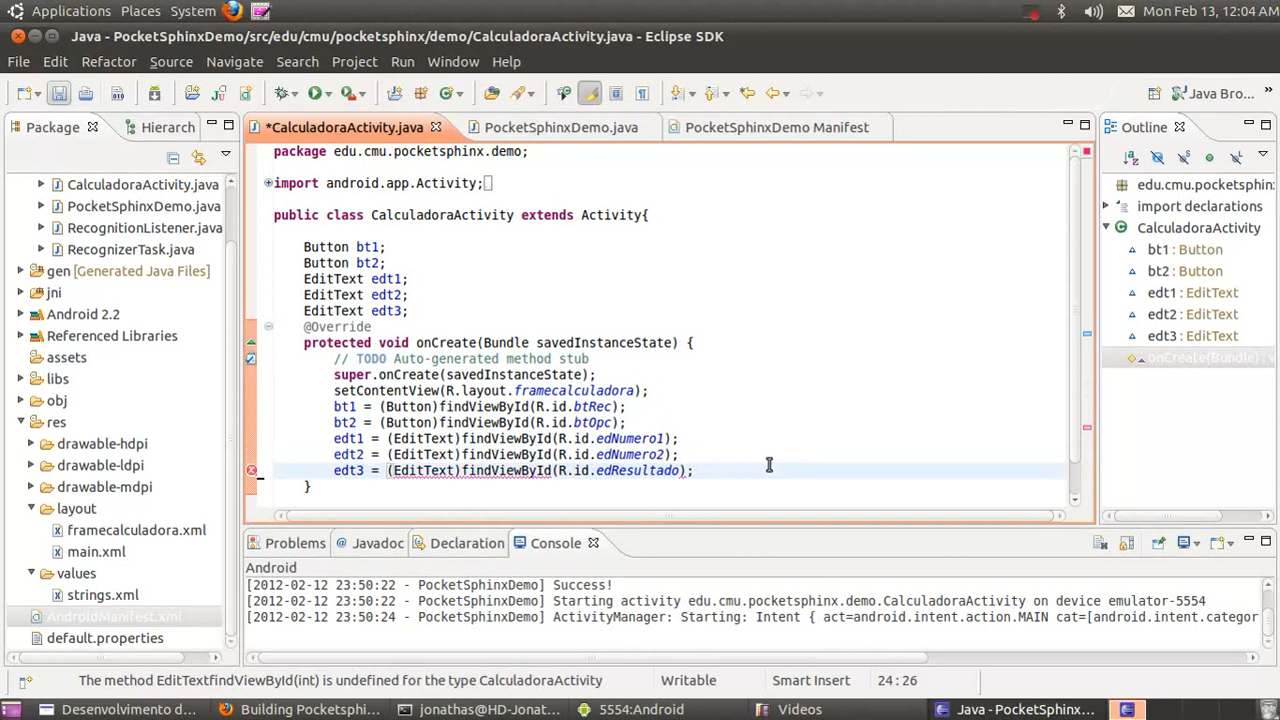 Applications Places System Mon Feb 13, 12:04 AM
Java - PocketSphinxDemo/src/edu/cmu/pocketsphinx/demo/CalculadoraActivity.java - Eclipse SDK
File Edit Refactor Source Navigate Search Project Run Window Help
Java Bro...
Package Hierarch *CalculadoraActivity.java PocketSphinxDemo.java PocketSphinxDemo Manifest Outline
CalculadoraActivity.java
PocketSphinxDemo.java
RecognitionListener.java
RecognizerTask.java
gen [Generated Java Files]
jni
Android 2.2
Referenced Libraries
assets
libs
obj
res
drawable-hdpi
drawable-ldpi
drawable-mdpi
layout
framecalculadora.xml
main.xml
values
strings.xml
AndroidManifest.xml
default.properties
package edu.cmu.pocketsphinx.demo;
import android.app.Activity;
public class CalculadoraActivity extends Activity{
Button bt1;
Button bt2;
EditText edt1;
EditText edt2;
EditText edt3;
@Override
protected void onCreate(Bundle savedInstanceState) {
// TODO Auto-generated method stub
super.onCreate(savedInstanceState);
setContentView(R.layout.framecalculadora);
bt1 = (Button)findViewById(R.id.btRec);
bt2 = (Button)findViewById(R.id.btOpc);
edt1 = (EditText)findViewById(R.id.edNumero1);
edt2 = (EditText)findViewById(R.id.edNumero2);
edt3 = (EditText)findViewById(R.id.edResultado);
}
edu.cmu.pocketsphin
import declarations
CalculadoraActivity
bt1 : Button
bt2 : Button
edt1 : EditText
edt2 : EditText
edt3 : EditText
onCreate(Bundle) : v
Problems Javadoc Declaration Console
Android
[2012-02-12 23:50:22 - PocketSphinxDemo] Success!
[2012-02-12 23:50:22 - PocketSphinxDemo] Starting activity edu.cmu.pocketsphinx.demo.CalculadoraActivity on device emulator-5554
[2012-02-12 23:50:24 - PocketSphinxDemo] ActivityManager: Starting: Intent { act=android.intent.action.MAIN cat=[android.intent.categor
The method EditTextfindViewById(int) is undefined for the type CalculadoraActivity Writable Smart Insert 24 : 26
Desenvolvimento d... Building Pocketsphi... jonathas@HD-Jonat... 5554:Android Videos Java - PocketSphinx...